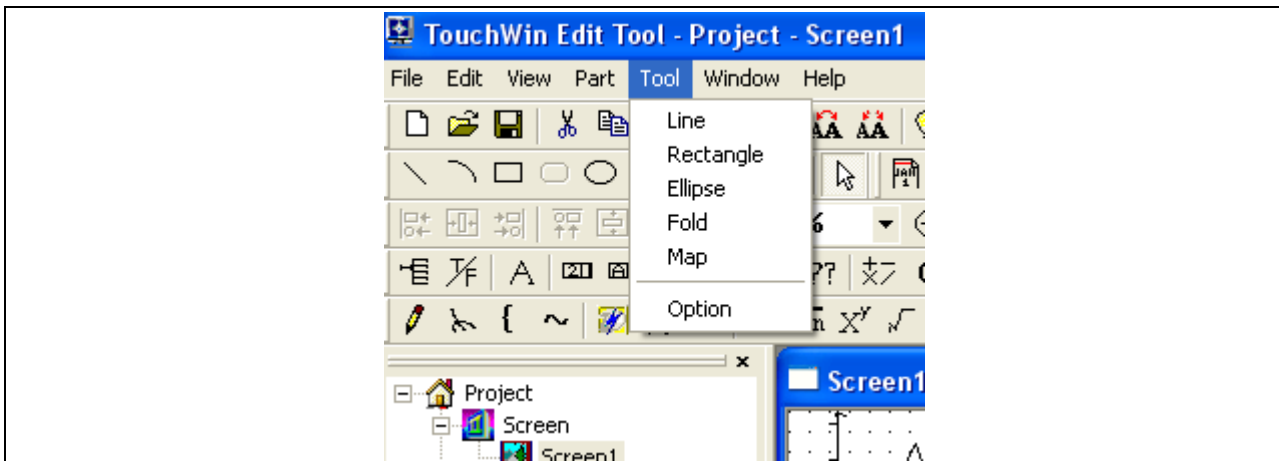 TouchWin Edit Tool - Project - Screen1
File Edit View Part Tool Window Help
Line
Rectangle
Ellipse
Fold
Map
Option
Project
Screen
Screen1
Screen1